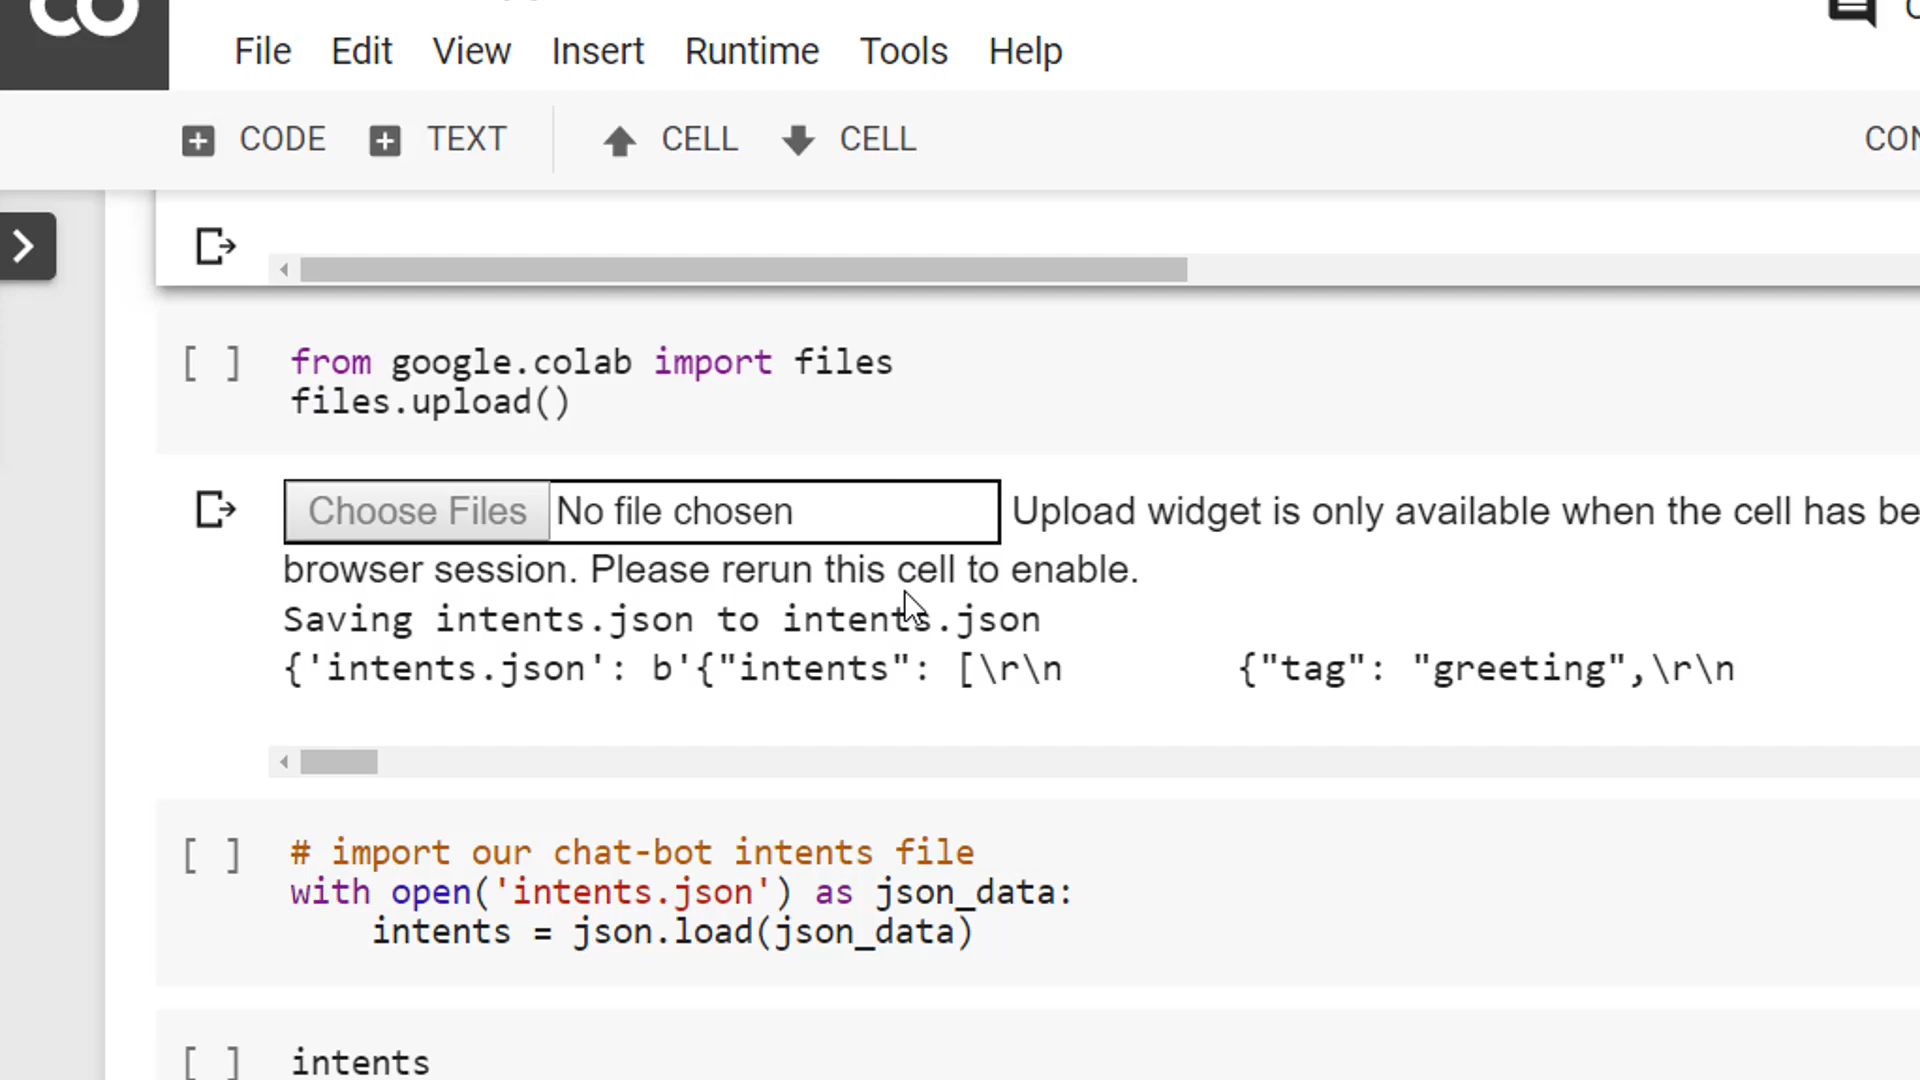 CO
File Edit View Insert Runtime Tools Help
CODE TEXT CELL CELL
[ ] from google.colab import files
files.upload()
Choose Files No file chosen Upload widget is only available when the cell has
browser session. Please rerun this cell to enable.
Saving intents.json to intents.json
{'intents.json': b'{"intents": [\r\n {"tag": "greeting",\r\n
[ ] # import our chat-bot intents file
with open('intents.json') as json_data:
intents = json.load(json_data)
[ ] intents